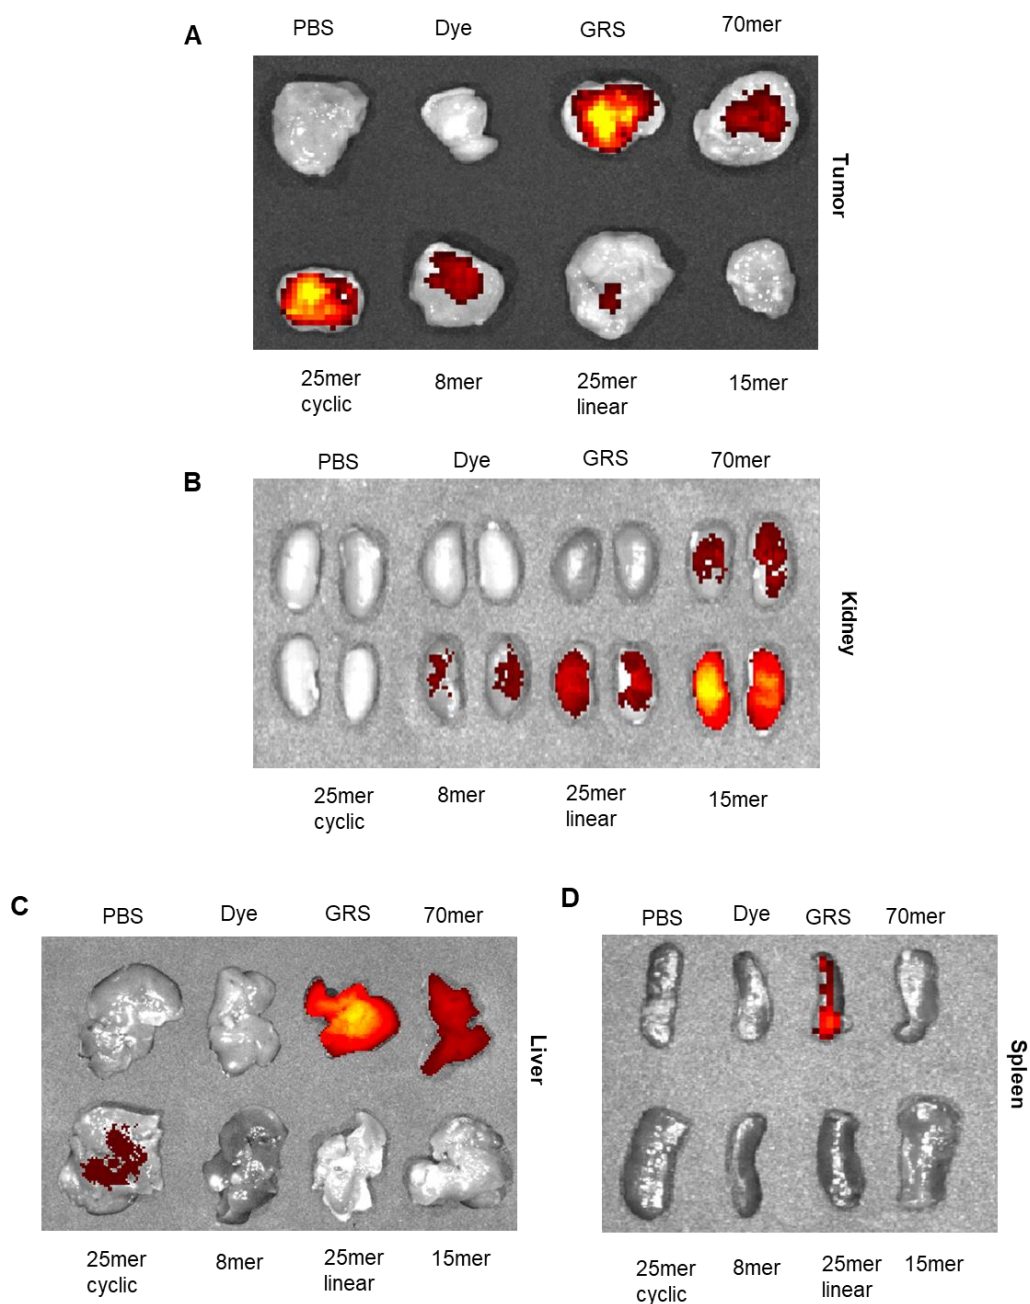 A
PBS Dye GRS 70mer
Tumor
25mer cyclic 8mer 25mer linear 15mer
B
PBS Dye GRS 70mer
Kidney
25mer cyclic 8mer 25mer linear 15mer
C
PBS Dye GRS 70mer
Liver
25mer cyclic 8mer 25mer linear 15mer
D
PBS Dye GRS 70mer
Spleen
25mer cyclic 8mer 25mer linear 15mer